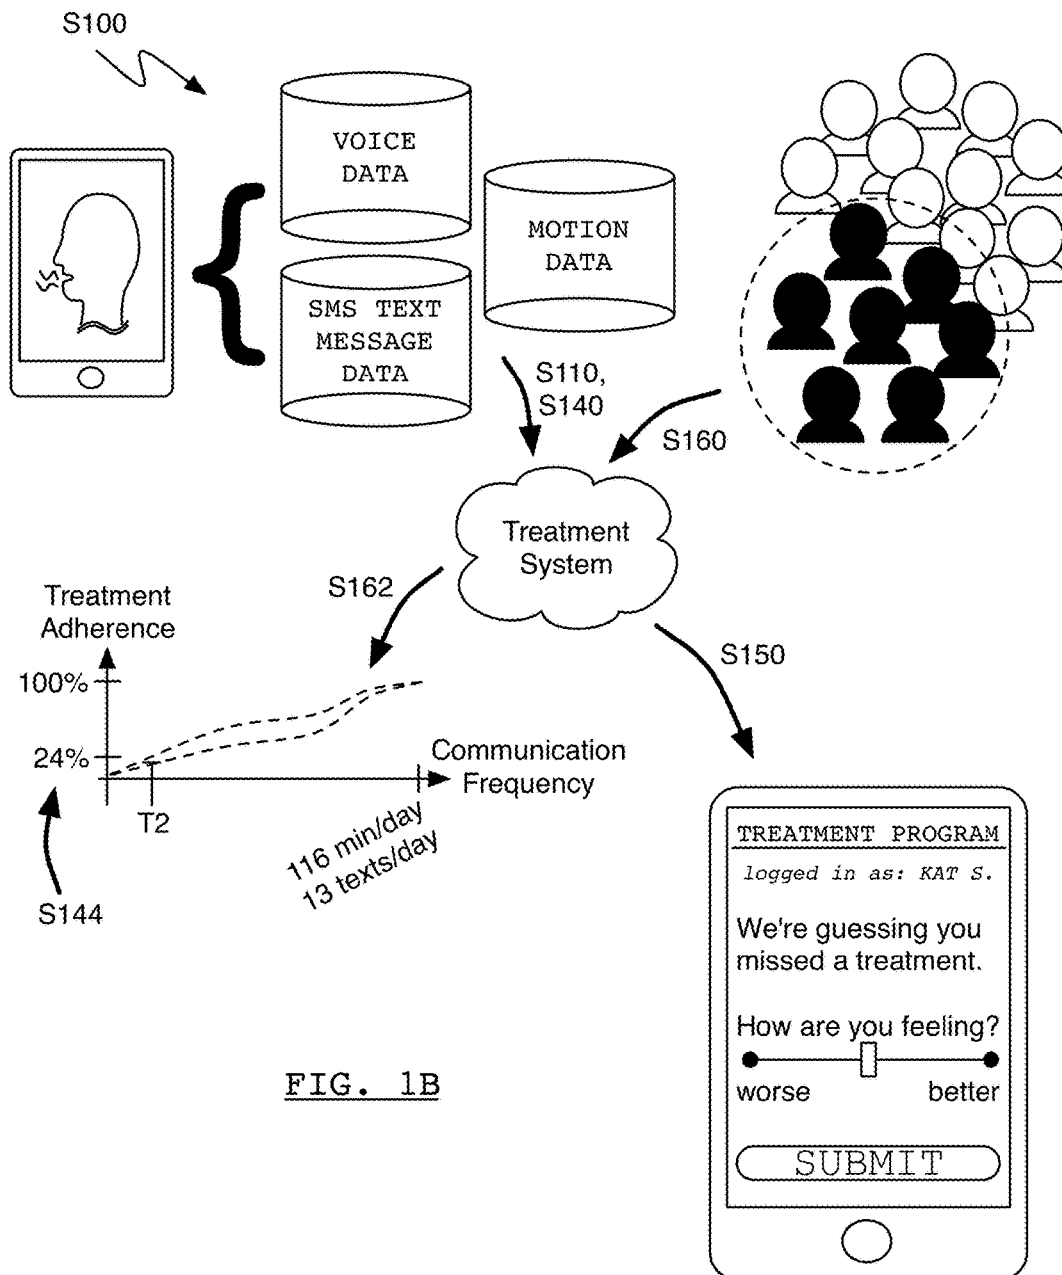 S100
VOICE
DATA
MOTION
DATA
SMS TEXT
MESSAGE
DATA
S110,
S140
S160
Treatment
System
S162
S150
Treatment
Adherence
100%
24%
T2
Communication
Frequency
116 min/day
13 texts/day
S144
TREATMENT PROGRAM
logged in as: KAT S.
We're guessing you
missed a treatment.
How are you feeling?
worse better
SUBMIT
FIG. 1B